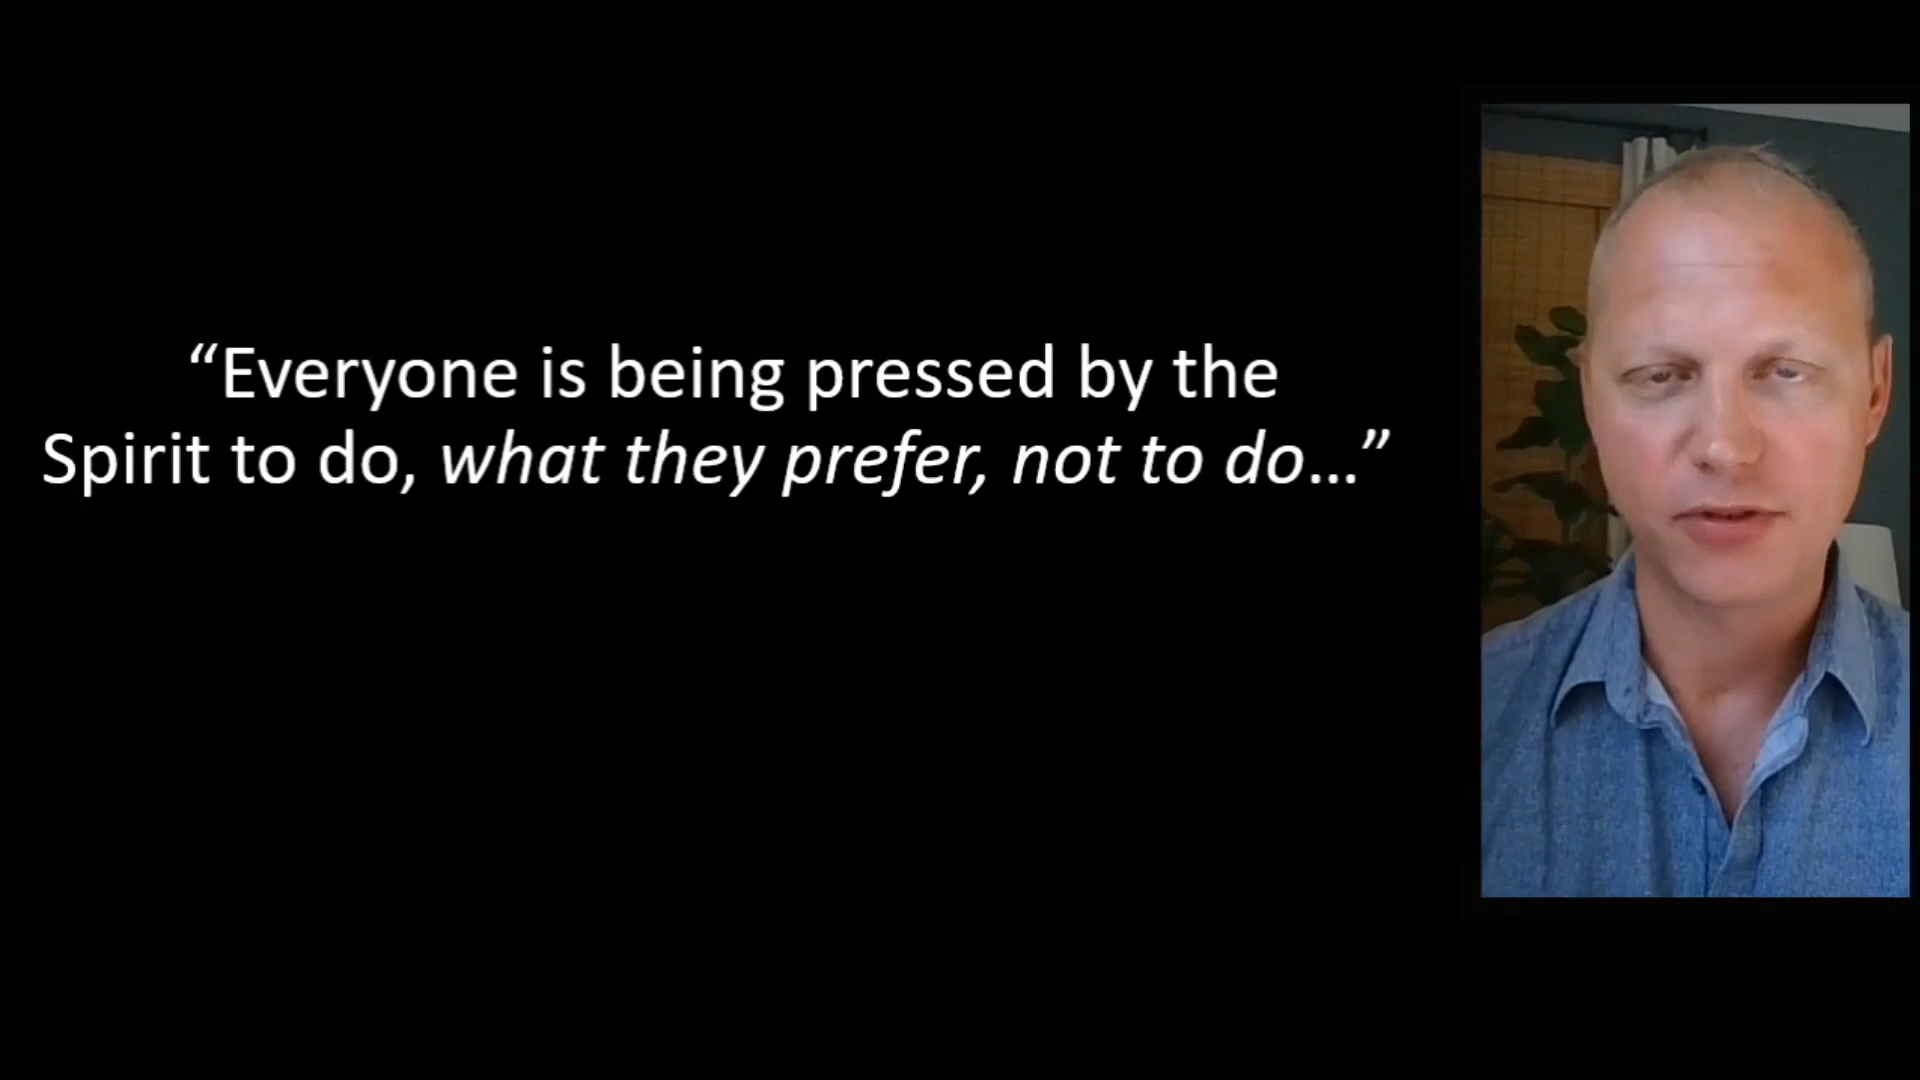 “Everyone is being pressed by the
Spirit to do, what they prefer, not to do…”